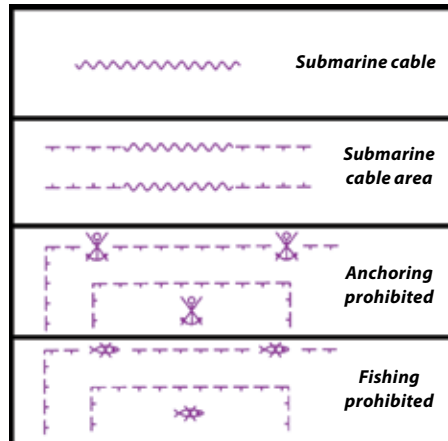 Submarine cable
Submarine
cable area
Anchoring
prohibited
Fishing
prohibited